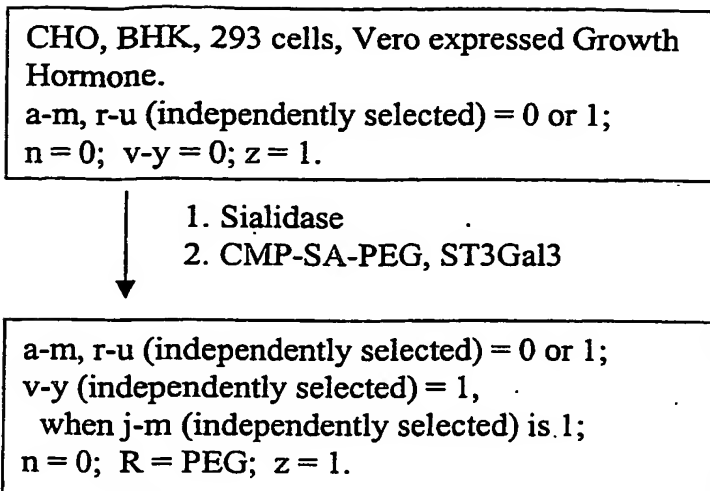 CHO, BHK, 293 cells, Vero expressed Growth
Hormone.
a-m, r-u (independently selected) = 0 or 1;
n = 0; v-y = 0; z = 1.
1. Sialidase
2. CMP-SA-PEG, ST3Gal3
a-m, r-u (independently selected) = 0 or 1;
v-y (independently selected) = 1,
when j-m (independently selected) is 1;
n = 0; R = PEG; z = 1.